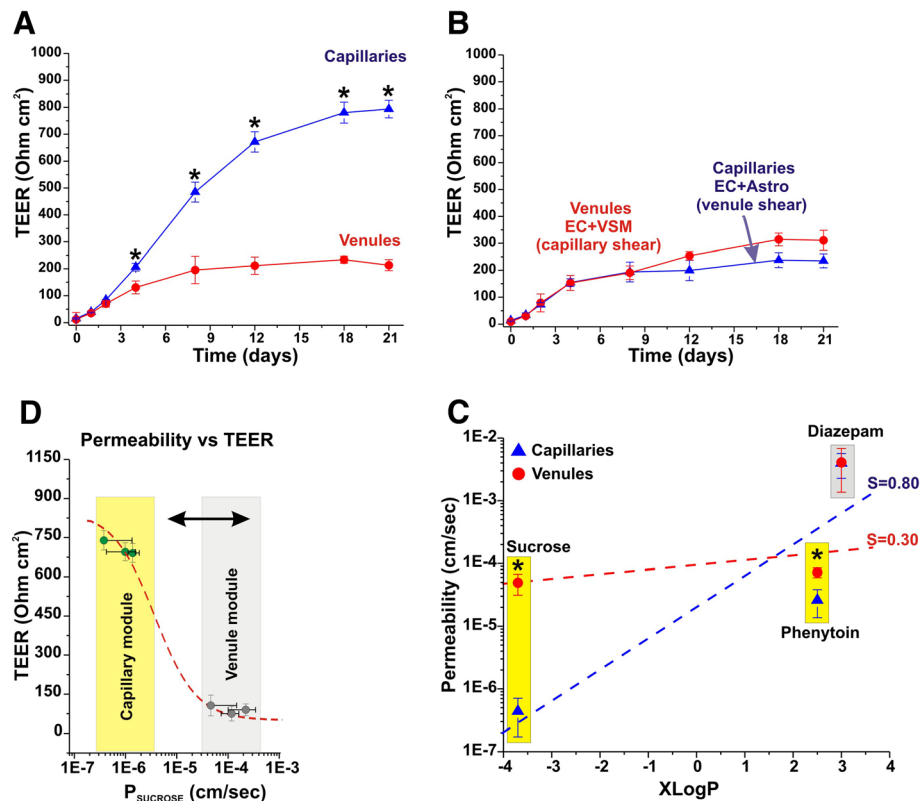 A
1000
900
800
700
600
500
400
300
200
100
0
TEER (Ohm cm²)
Capillaries
*
*
*
*
*
Venules
0 3 6 9 12 15 18 21
Time (days)
B
1000
900
800
700
600
500
400
300
200
100
0
TEER (Ohm cm²)
Venules
EC+VSM
(capillary shear)
Capillaries
EC+Astro
(venule shear)
0 3 6 9 12 15 18 21
Time (days)
D
Permeability vs TEER
1150
900
750
600
450
300
150
0
TEER (Ohm cm²)
Capillary module
Venule module
1E-7 1E-6 1E-5 1E-4 1E-3
P SUCROSE (cm/sec)
C
1E-2
1E-3
1E-4
1E-5
1E-6
1E-7
Permeability (cm/sec)
Capillaries
Venules
Diazepam
S=0.80
S=0.30
Sucrose
*
*
Phenytoin
-4 -3 -2 -1 0 1 2 3 4
XLogP